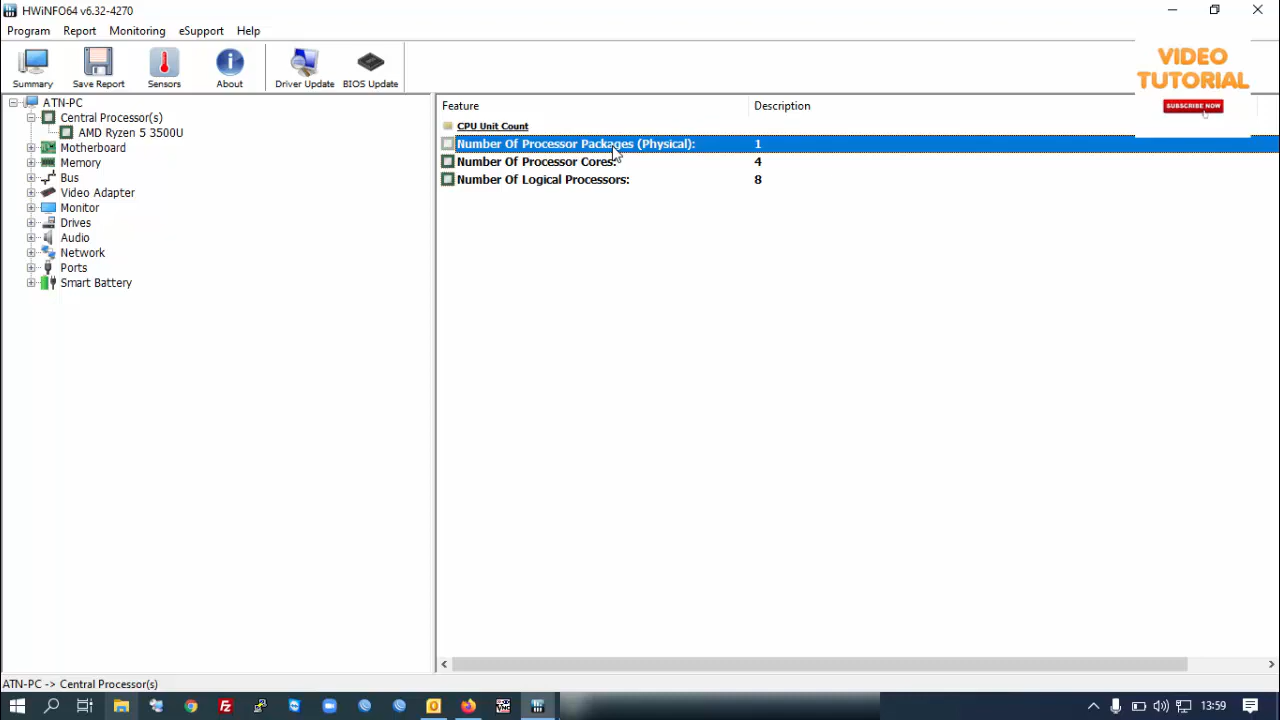 HWiNFO64 v6.32-4270
Program Report Monitoring eSupport Help
Summary Save Report Sensors About Driver Update BIOS Update
VIDEO
TUTORIAL
SUBSCRIBE NOW
ATN-PC
Central Processor(s)
AMD Ryzen 5 3500U
Motherboard
Memory
Bus
Video Adapter
Monitor
Drives
Audio
Network
Ports
Smart Battery
Feature Description
CPU Unit Count
Number Of Processor Packages (Physical): 1
Number Of Processor Cores: 4
Number Of Logical Processors: 8
ATN-PC -> Central Processor(s)
13:59